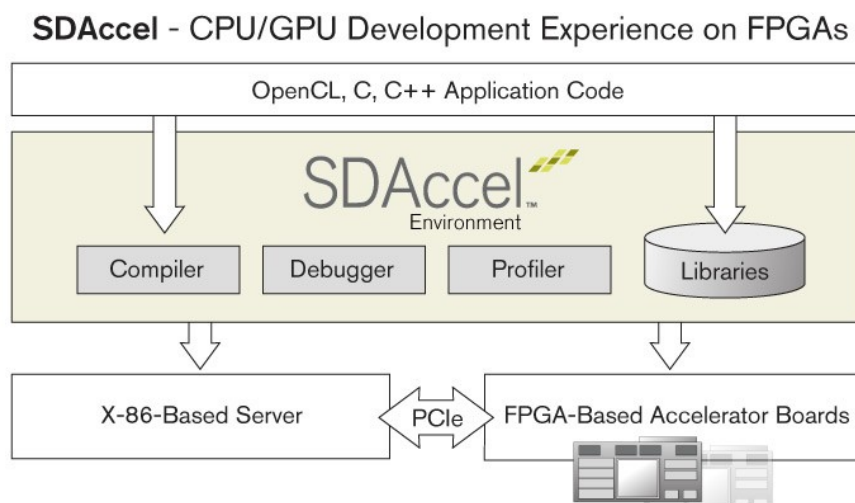 SDAccel - CPU/GPU Development Experience on FPGAs
OpenCL, C, C++ Application Code
SDAccel™
Environment
Compiler
Debugger
Profiler
Libraries
X-86-Based Server
PCIe
FPGA-Based Accelerator Boards